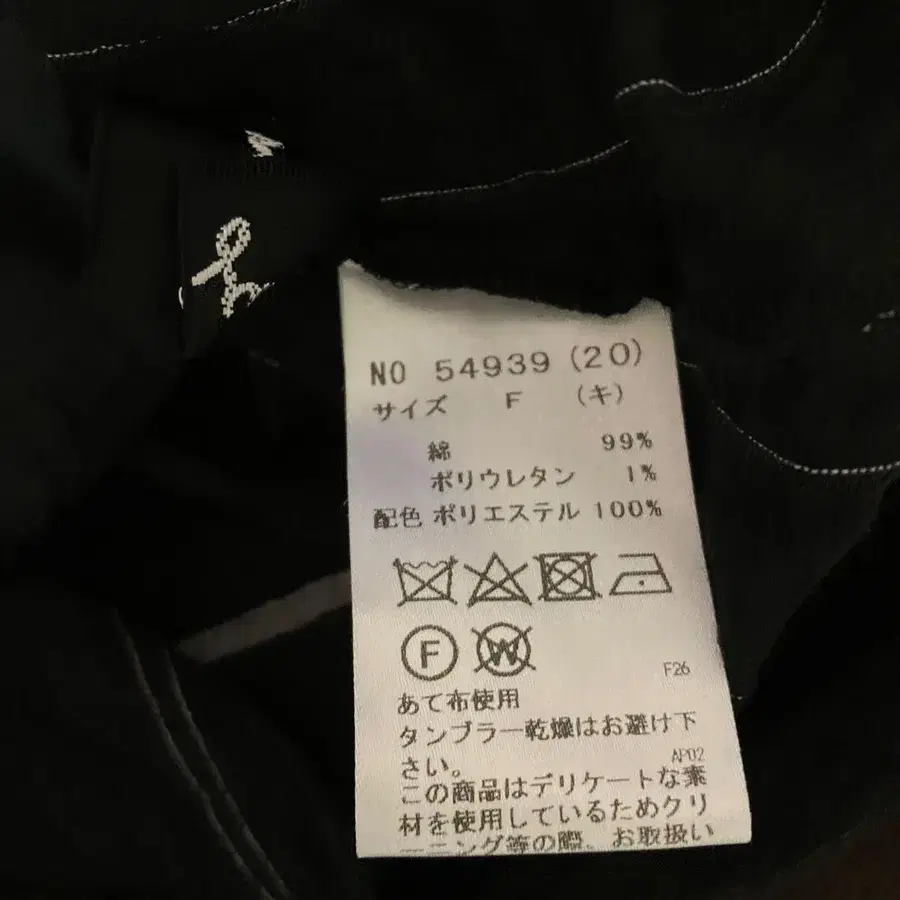 NO 54939 (20)
サイズ F (キ)
綿 99%
ポリウレタン 1%
配色 ポリエステル 100%
F W
F26
あて布使用
タンブラー乾燥はお避け下
さい。
AP02
この商品はデリケートな素
材を使用しているためクリ
ーニング等の際、お取扱い